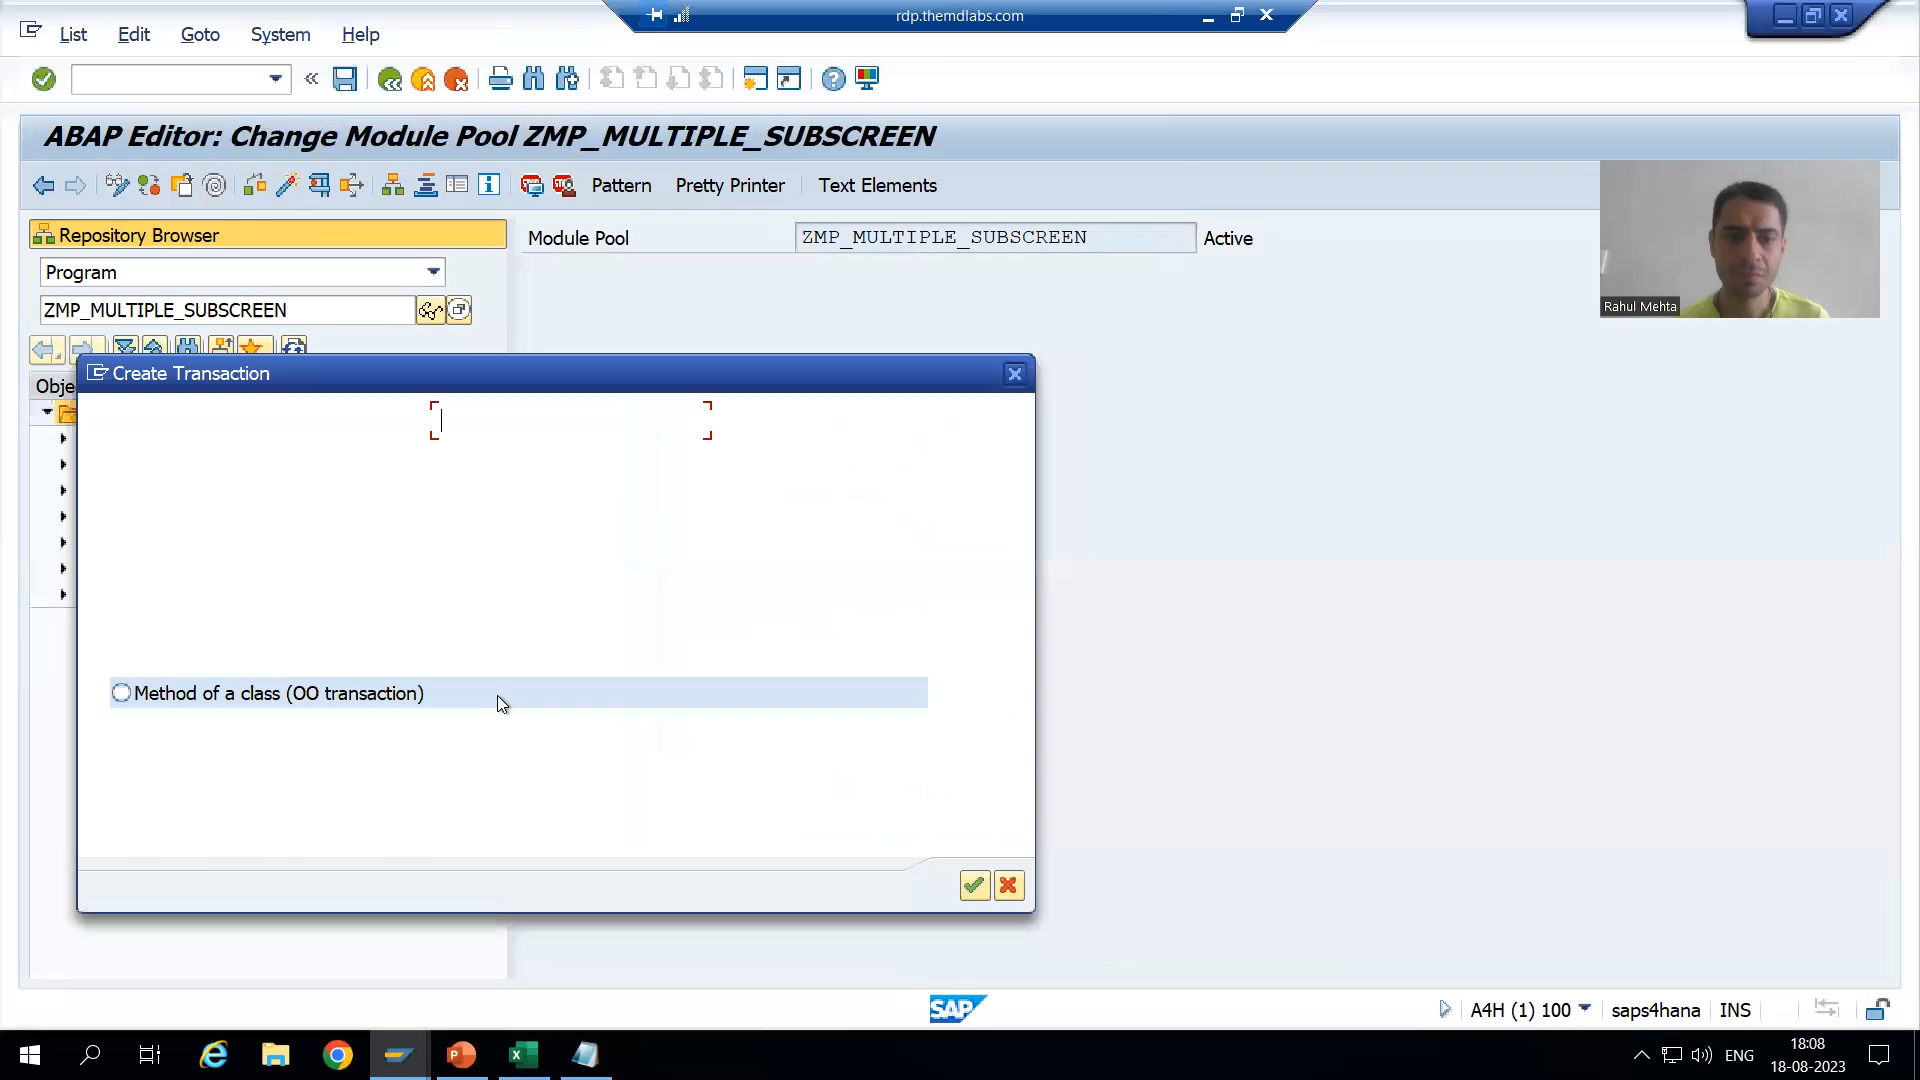 rdp.themdlabs.com
List Edit Goto System Help
ABAP Editor: Change Module Pool ZMP_MULTIPLE_SUBSCREEN
Pattern Pretty Printer Text Elements
Repository Browser
Module Pool ZMP_MULTIPLE_SUBSCREEN Active
Program
ZMP_MULTIPLE_SUBSCREEN
Rahul Mehta
Create Transaction
Obje
Method of a class (OO transaction)
SAP
A4H (1) 100 saps4hana INS
ENG
18:08
18-08-2023